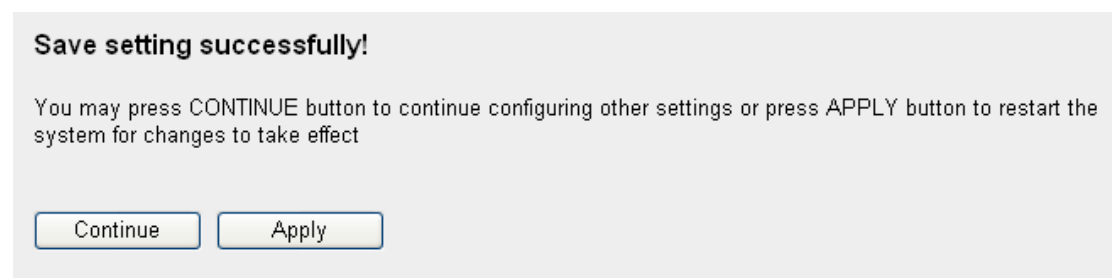 Save setting successfully!
You may press CONTINUE button to continue configuring other settings or press APPLY button to restart the
system for changes to take effect
Continue
Apply